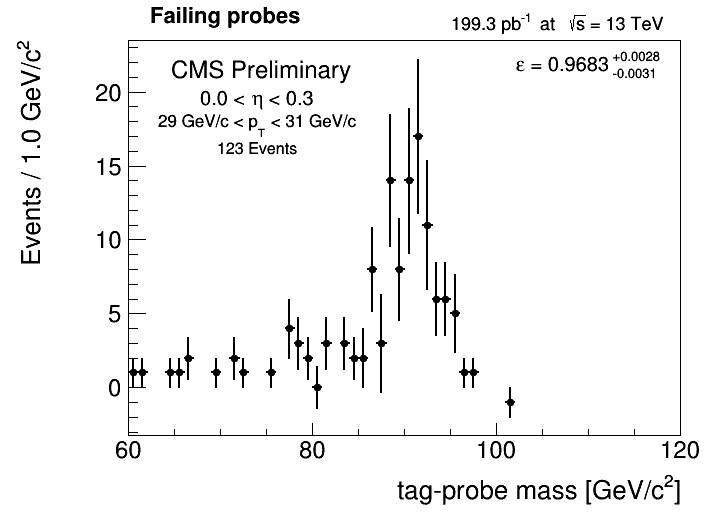 Failing probes
199.3 pb⁻¹ at √s = 13 TeV
CMS Preliminary
ε = 0.9683 +0.0028 -0.0031
0.0 < η < 0.3
29 GeV/c < p_T < 31 GeV/c
123 Events
Events / 1.0 GeV/c²
20
15
10
5
0
60 80 100 120
tag-probe mass [GeV/c²]